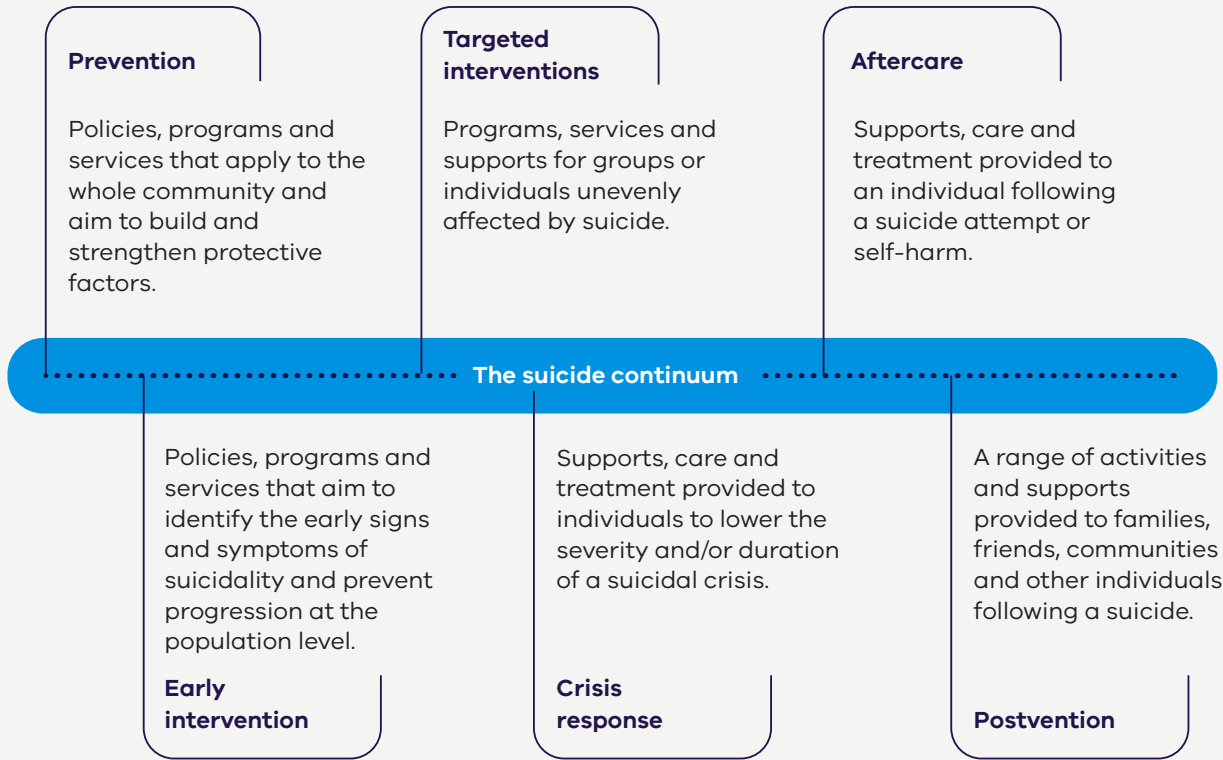 Prevention
Policies, programs and
services that apply to the
whole community and
aim to build and
strengthen protective
factors.
Targeted
interventions
Programs, services and
supports for groups or
individuals unevenly
affected by suicide.
Aftercare
Supports, care and
treatment provided to
an individual following
a suicide attempt or
self-harm.
The suicide continuum
Policies, programs and
services that aim to
identify the early signs
and symptoms of
suicidality and prevent
progression at the
population level.
Early
intervention
Supports, care and
treatment provided to
individuals to lower the
severity and/or duration
of a suicidal crisis.
Crisis
response
A range of activities
and supports
provided to families,
friends, communities
and other individuals
following a suicide.
Postvention